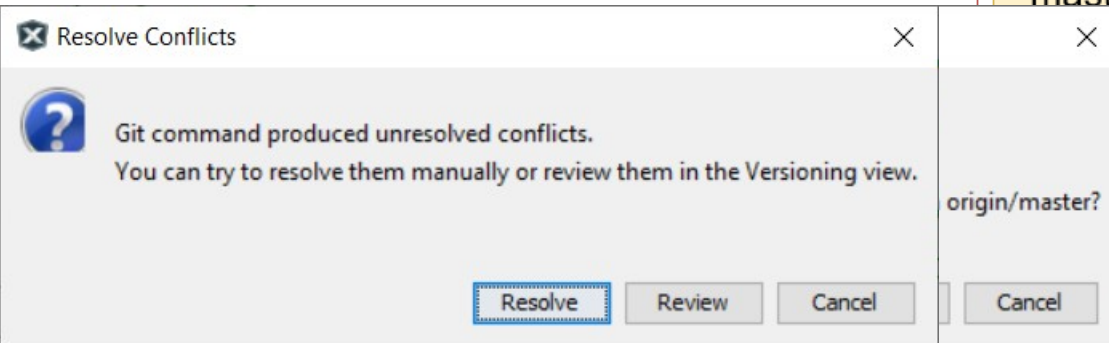 Resolve Conflicts
Git command produced unresolved conflicts.
You can try to resolve them manually or review them in the Versioning view.
origin/master?
Resolve Review Cancel Cancel